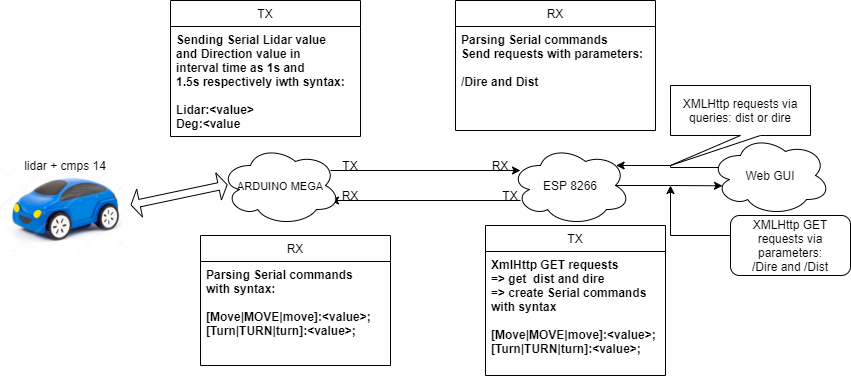 TX
Sending Serial Lidar value
and Direction value in
interval time as 1s and
1.5s respectively iwth syntax:
Lidar:<value>
Deg:<value
RX
Parsing Serial commands
Send requests with parameters:
/Dire and Dist
XMLHttp requests via
queries: dist or dire
lidar + cmps 14
ARDUINO MEGA
TX
RX
RX
TX
ESP 8266
Web GUI
RX
Parsing Serial commands
with syntax:
[Move|MOVE|move]:<value>;
[Turn|TURN|turn]:<value>;
TX
XmlHttp GET requests
=> get  dist and dire
=> create Serial commands
with syntax
[Move|MOVE|move]:<value>;
[Turn|TURN|turn]:<value>;
XMLHttp GET
requests via
parameters:
/Dire and /Dist